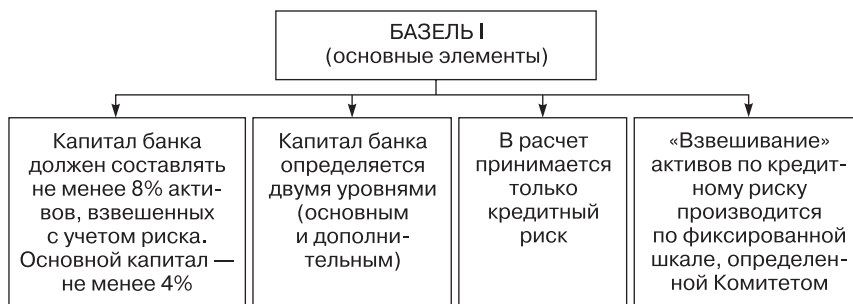 БАЗЕЛЬ I
(основные элементы)
Капитал банка
должен составлять
не менее 8% акти-
вов, взвешенных
с учетом риска.
Основной капитал —
не менее 4%
Капитал банка
определяется
двумя уровнями
(основным
и дополни-
тельным)
В расчет
принимается
только
кредитный
риск
«Взвешивание»
активов по кредит-
ному риску
производится
по фиксированной
шкале, определен-
ной Комитетом